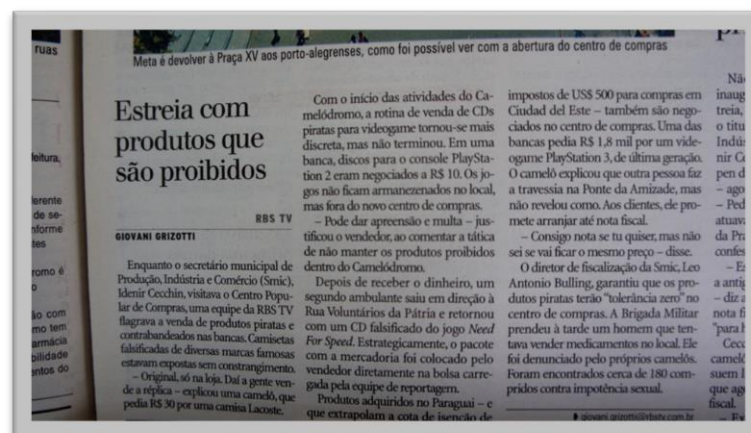 ruas
Meta é devolver à Praça XV aos porto-alegrenses, como foi possível ver com a abertura do centro de compras
Estreia com
produtos que
são proibidos
RBS TV
GIOVANI GRIZOTTI
Enquanto o secretário municipal de
Produção, Indústria e Comércio (Smic),
Idenir Cecchin, visitava o Centro Popu-
lar de Compras, uma equipe da RBS TV
flagrava a venda de produtos piratas e
contrabandeados nas bancas. Camisetas
falsificadas de diversas marcas famosas
estavam expostas sem constrangimento.
– Original, só na loja. Daí a gente ven-
de a réplica – explicou uma camelô, que
pedia R$ 30 por uma camisa Lacoste.
Com o início das atividades do Ca-
melódromo, a rotina de venda de CDs
piratas para videogame tornou-se mais
discreta, mas não terminou. Em uma
banca, discos para o console PlaySta-
tion 2 eram negociados a R$ 10. Os jo-
gos não ficam armanezenados no local,
mas fora do novo centro de compras.
– Pode dar apreensão e multa – jus-
tificou o vendedor, ao comentar a tática
de não manter os produtos proibidos
dentro do Camelódromo.
Depois de receber o dinheiro, um
segundo ambulante saiu em direção à
Rua Voluntários da Pátria e retornou
com um CD falsificado do jogo Need
For Speed. Estrategicamente, o pacote
com a mercadoria foi colocado pelo
vendedor diretamente na bolsa carre-
gada pela equipe de reportagem.
Produtos adquiridos no Paraguai – e
que extrapolam a cota de isenção de
impostos de US$ 500 para compras em
Ciudad del Este – também são nego-
ciados no centro de compras. Uma das
bancas pedia R$ 1,8 mil por um vide-
ogame PlayStation 3, de última geração.
O camelô explicou que outra pessoa faz
a travessia na Ponte da Amizade, mas
não revelou como. Aos clientes, ele pro-
mete arranjar até nota fiscal.
– Consigo nota se tu quiser, mas não
sei se vai ficar o mesmo preço – disse.
O diretor de fiscalização da Smic, Leo
Antonio Bulling, garantiu que os pro-
dutos piratas terão "tolerância zero" no
centro de compras. A Brigada Militar
prendeu à tarde um homem que ten-
tava vender medicamentos no local. Ele
foi denunciado pelo próprios camelôs.
Foram encontrados cerca de 180 com-
pridos contra impotência sexual.
giovani.grizotti@rbstv.com.br